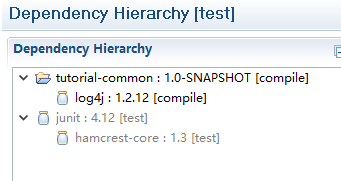 Dependency Hierarchy [test]
Dependency Hierarchy
tutorial-common : 1.0-SNAPSHOT [compile]
log4j : 1.2.12 [compile]
junit : 4.12 [test]
hamcrest-core : 1.3 [test]